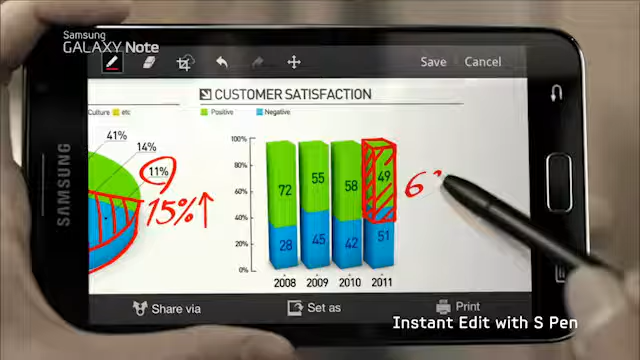 Samsung
GALAXY Note
Save
Cancel
Culture
etc
CUSTOMER SATISFACTION
Positive
Negative
41%
14%
11%
15%↑
100%
80%
60%
40%
20%
0%
72
55
58
49
28
45
42
51
2008
2009
2010
2011
6
SAMSUNG
Share via
Set as
Print
Instant Edit with S Pen